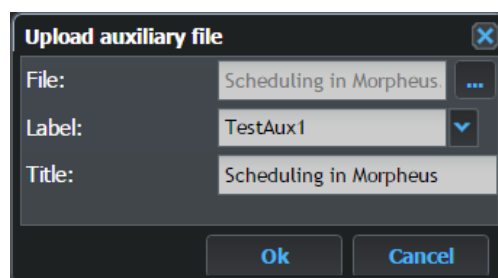 Upload auxiliary file
File: Scheduling in Morpheus. ...
Label: TestAux1
Title: Scheduling in Morpheus
Ok Cancel